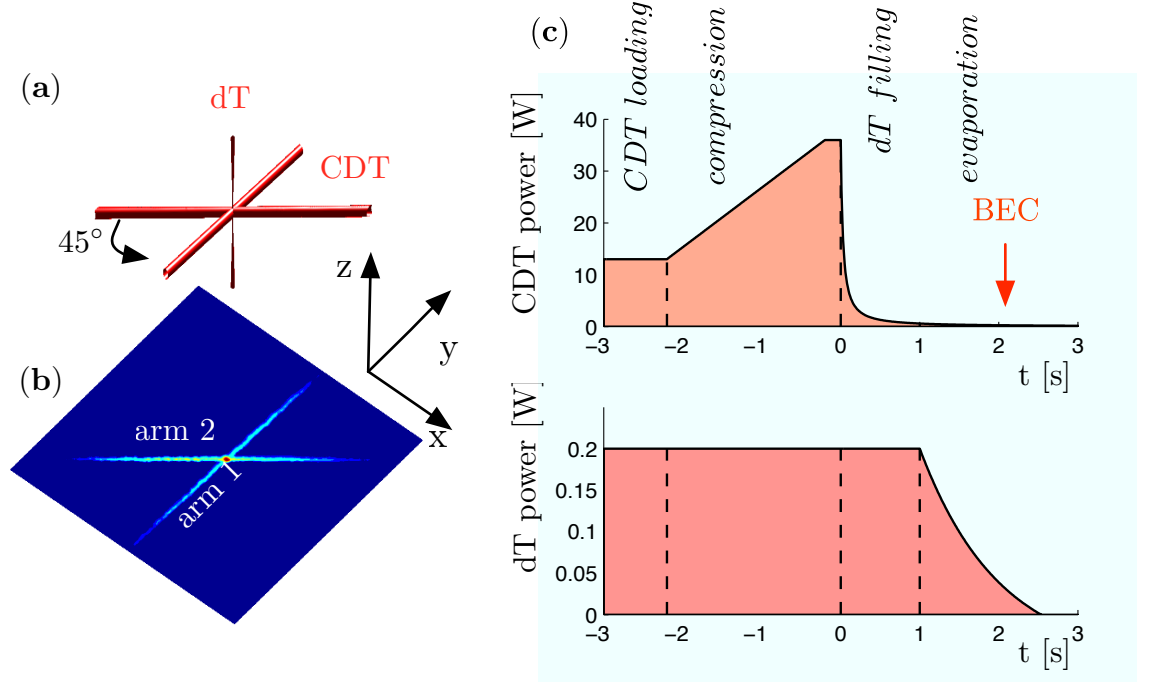 (a)
dT
CDT
45°
z
y
x
(b)
arm 2
arm 1
(c)
CDT loading
compression
dT filling
evaporation
CDT power [W]
40
30
20
10
0
BEC
−3 −2 −1 0 1 2 3
t [s]
dT power [W]
0.2
0.15
0.1
0.05
0
−3 −2 −1 0 1 2 3
t [s]